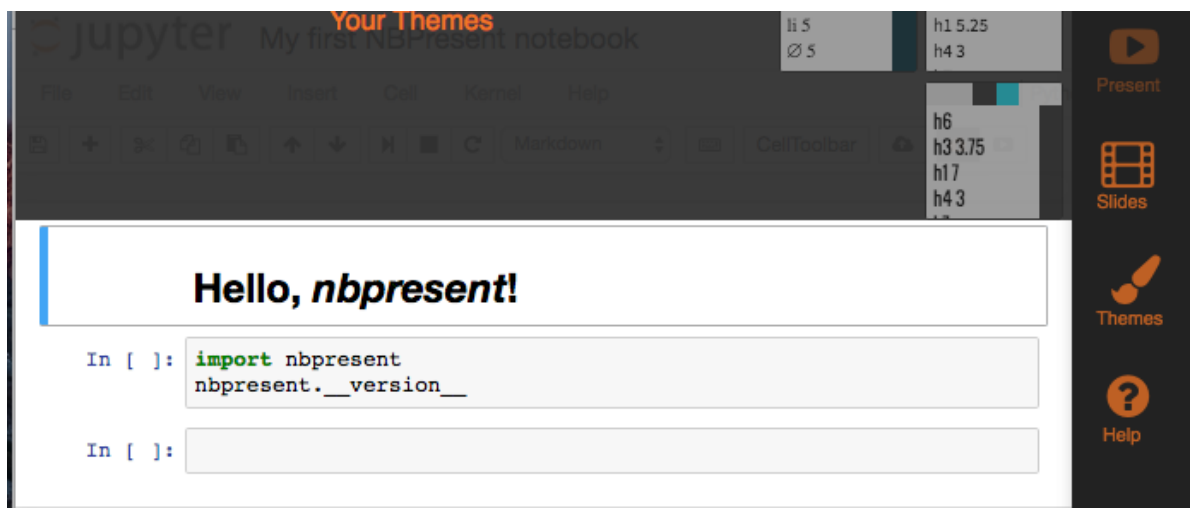 Your Themes
jupyter My first NBPresent notebook
li 5
Ø 5
h1 5.25
h4 3
Present
File Edit View Insert Cell Kernel Help
Markdown CellToolbar
h6
h3 3.75
h1 7
h4 3
Slides
Hello, nbpresent!
Themes
In [ ]: import nbpresent
nbpresent.__version__
Help
In [ ]: